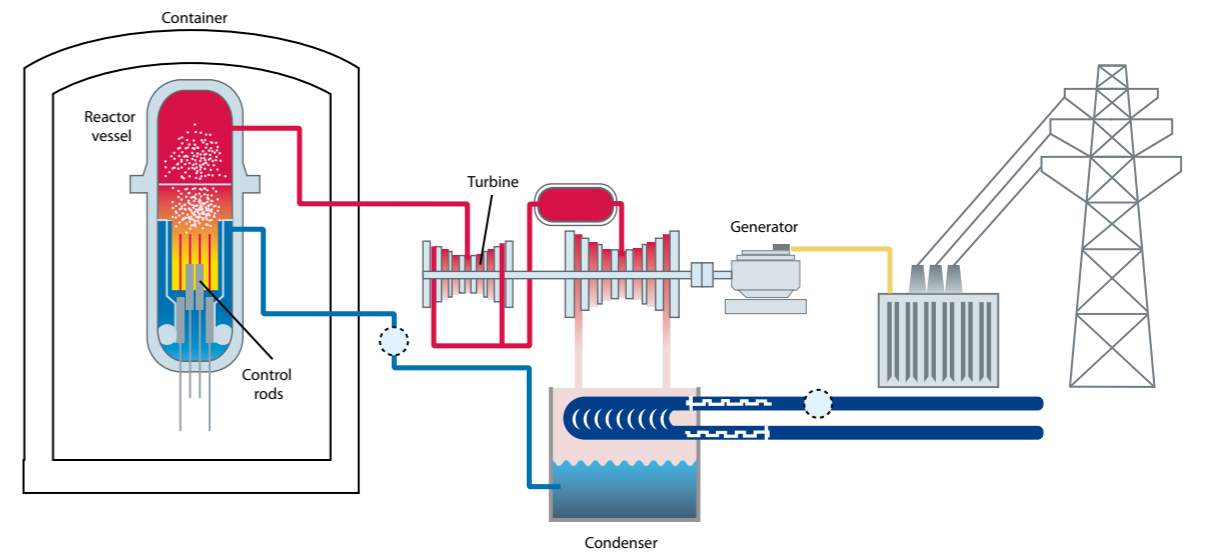 Container
Reactor
vessel
Turbine
Generator
Control
rods
Condenser